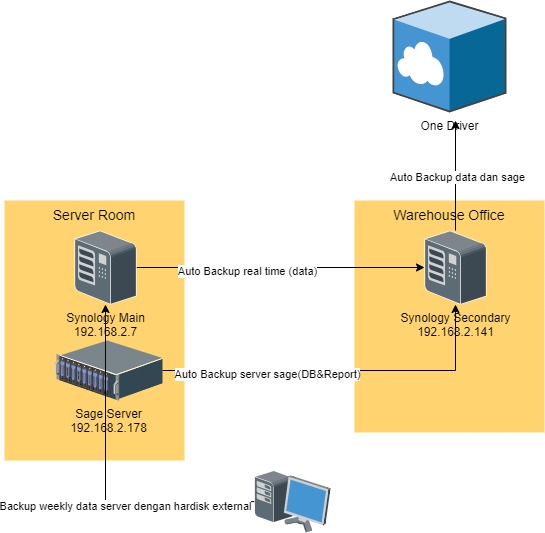 One Driver
Auto Backup data dan sage
Server Room
Warehouse Office
Auto Backup real time (data)
Synology Main
192.168.2.7
Synology Secondary
192.168.2.141
Auto Backup server sage(DB&Report)
Sage Server
192.168.2.178
Backup weekly data server dengan hardisk external